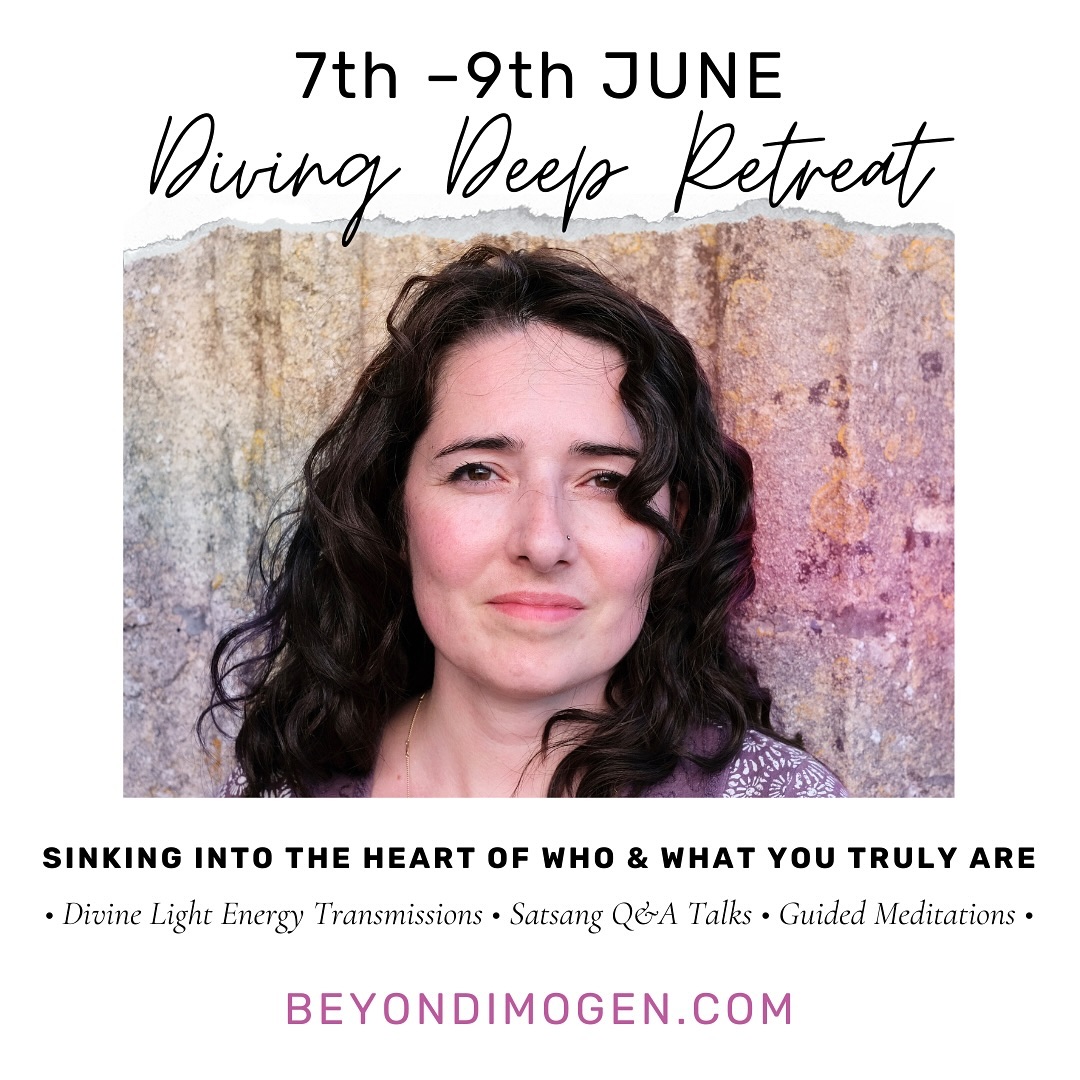 7th –9th JUNE
Diving Deep Retreat
SINKING INTO THE HEART OF WHO & WHAT YOU TRULY ARE
• Divine Light Energy Transmissions • Satsang Q&A Talks • Guided Meditations •
BEYONDIMOGEN.COM